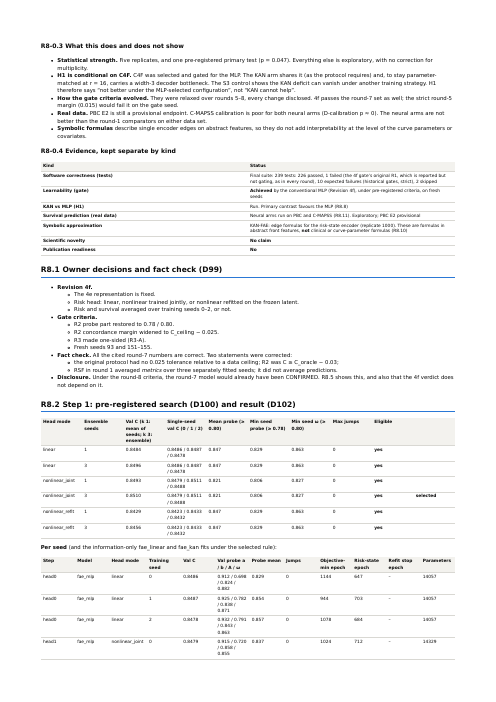 R8-0.3 What this does and does not show
• Statistical strength. Five replicates, and one pre-registered primary test (p = 0.047). Everything else is exploratory, with no correction for
multiplicity.
• H1 is conditional on C4F. C4F was selected and gated for the MLP. The KAN arm shares it (as the protocol requires) and, to stay parameter-
matched at r = 16, carries a width-3 decoder bottleneck. The S3 control shows the KAN deficit can vanish under another training strategy. H1
therefore says "not better under the MLP-selected configuration", not "KAN cannot help".
• How the gate criteria evolved. They were relaxed over rounds 5–8, every change disclosed. 4f passes the round-7 set as well; the strict round-5
margin (0.015) would fail it on the gate seed.
• Real data. PBC E2 is still a provisional endpoint. C-MAPSS calibration is poor for both neural arms (D-calibration p ≈ 0). The neural arms are
not better than the round-1 comparators on either data set.
• Symbolic formulas describe single encoder edges on abstract features, so they do not add interpretability at the level of the curve parameters or
covariates.
R8-0.4 Evidence, kept separate by kind
Kind Status
Software correctness (tests) Final suite: 239 tests: 226 passed, 1 failed (the 4f gate's original R1, which is reported but
not gating, as in every round), 10 expected failures (historical gates, strict), 2 skipped
Learnability (gate) Achieved by the conventional MLP (Revision 4f), under pre-registered criteria, on fresh
seeds
KAN vs MLP (H1) Run. Primary contrast favours the MLP (R8.8)
Survival prediction (real data) Neural arms run on PBC and C-MAPSS (R8.11). Exploratory; PBC E2 provisional
Symbolic approximation KAN-FAE: edge formulas for the risk-state encoder (replicate 1000). These are formulas in
abstract front features, not clinical or curve-parameter formulas (R8.10)
Scientific novelty No claim
Publication readiness No
R8.1 Owner decisions and fact check (D99)
• Revision 4f.
The 4e representation is fixed.
Risk head: linear, nonlinear trained jointly, or nonlinear refitted on the frozen latent.
Risk and survival averaged over training seeds 0–2, or not.
• Gate criteria.
R2 probe part restored to 0.78 / 0.80.
R2 concordance margin widened to C_ceiling − 0.025.
R3 made one-sided (R3-A).
Fresh seeds 93 and 151–155.
• Fact check. All the cited round-7 numbers are correct. Two statements were corrected:
the original protocol had no 0.025 tolerance relative to a data ceiling; R2 was C ≥ C_oracle − 0.03;
RSF in round 1 averaged metrics over three separately fitted seeds; it did not average predictions.
• Disclosure. Under the round-8 criteria, the round-7 model would already have been CONFIRMED. R8.5 shows this, and also that the 4f verdict does
not depend on it.
R8.2 Step 1: pre-registered search (D100) and result (D102)
Head mode Ensemble seeds Val C (k 1: mean of seeds; k 3: ensemble) Single-seed val C (0 / 1 / 2) Mean probe (≥ 0.80) Min seed probe (≥ 0.78) Min seed ω (≥ 0.80) Max jumps Eligible
linear 1 0.8484 0.8486 / 0.8487 / 0.8478 0.847 0.829 0.863 0 yes
linear 3 0.8496 0.8486 / 0.8487 / 0.8478 0.847 0.829 0.863 0 yes
nonlinear_joint 1 0.8493 0.8479 / 0.8511 / 0.8488 0.821 0.806 0.827 0 yes
nonlinear_joint 3 0.8510 0.8479 / 0.8511 / 0.8488 0.821 0.806 0.827 0 yes selected
nonlinear_refit 1 0.8429 0.8423 / 0.8433 / 0.8432 0.847 0.829 0.863 0 yes
nonlinear_refit 3 0.8456 0.8423 / 0.8433 / 0.8432 0.847 0.829 0.863 0 yes
Per seed (and the information-only fae_linear and fae_kan fits under the selected rule):
Step Model Head mode Training seed Val C Val probe a / b / A / ω Probe mean Jumps Objective-min epoch Risk-state epoch Refit stop epoch Parameters
head0 fae_mlp linear 0 0.8486 0.912 / 0.698 / 0.824 / 0.882 0.829 0 1144 647 – 14057
head0 fae_mlp linear 1 0.8487 0.925 / 0.782 / 0.838 / 0.871 0.854 0 944 703 – 14057
head0 fae_mlp linear 2 0.8478 0.932 / 0.791 / 0.843 / 0.863 0.857 0 1078 684 – 14057
head1 fae_mlp nonlinear_joint 0 0.8479 0.915 / 0.720 / 0.858 / 0.855 0.837 0 1024 712 – 14329